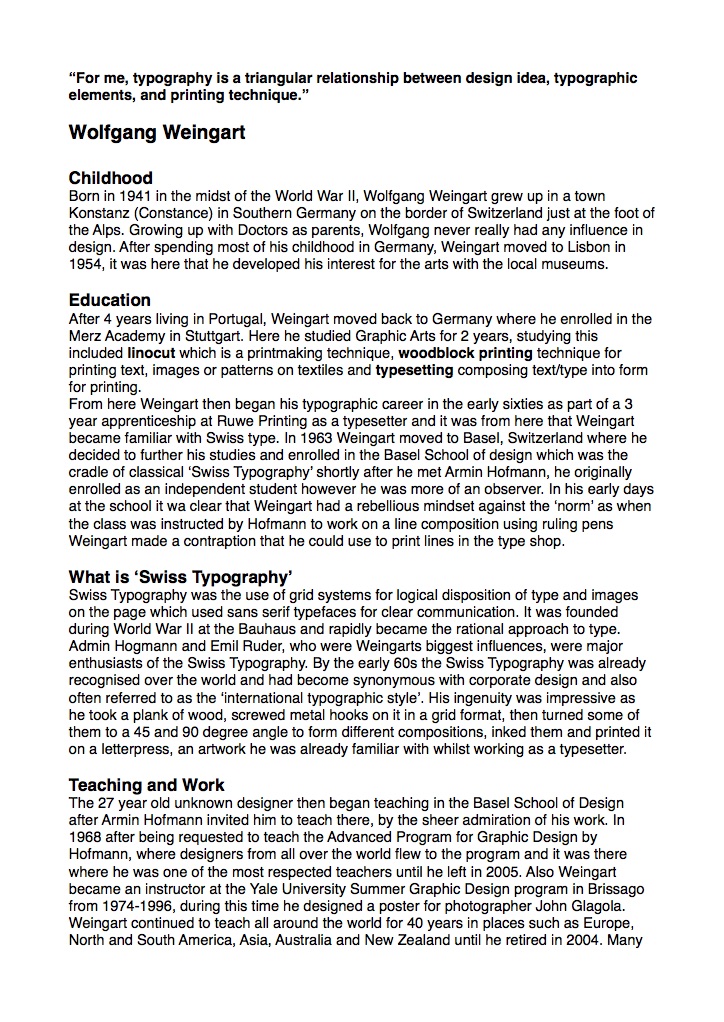 “For me, typography is a triangular relationship between design idea, typographic
elements, and printing technique.”
Wolfgang Weingart
Childhood
Born in 1941 in the midst of the World War II, Wolfgang Weingart grew up in a town
Konstanz (Constance) in Southern Germany on the border of Switzerland just at the foot of
the Alps. Growing up with Doctors as parents, Wolfgang never really had any influence in
design. After spending most of his childhood in Germany, Weingart moved to Lisbon in
1954, it was here that he developed his interest for the arts with the local museums.
Education
After 4 years living in Portugal, Weingart moved back to Germany where he enrolled in the
Merz Academy in Stuttgart. Here he studied Graphic Arts for 2 years, studying this
included linocut which is a printmaking technique, woodblock printing technique for
printing text, images or patterns on textiles and typesetting composing text/type into form
for printing.
From here Weingart then began his typographic career in the early sixties as part of a 3
year apprenticeship at Ruwe Printing as a typesetter and it was from here that Weingart
became familiar with Swiss type. In 1963 Weingart moved to Basel, Switzerland where he
decided to further his studies and enrolled in the Basel School of design which was the
cradle of classical ‘Swiss Typography’ shortly after he met Armin Hofmann, he originally
enrolled as an independent student however he was more of an observer. In his early days
at the school it wa clear that Weingart had a rebellious mindset against the ‘norm’ as when
the class was instructed by Hofmann to work on a line composition using ruling pens
Weingart made a contraption that he could use to print lines in the type shop.
What is ‘Swiss Typography’
Swiss Typography was the use of grid systems for logical disposition of type and images
on the page which used sans serif typefaces for clear communication. It was founded
during World War II at the Bauhaus and rapidly became the rational approach to type.
Admin Hogmann and Emil Ruder, who were Weingarts biggest influences, were major
enthusiasts of the Swiss Typography. By the early 60s the Swiss Typography was already
recognised over the world and had become synonymous with corporate design and also
often referred to as the ‘international typographic style’. His ingenuity was impressive as
he took a plank of wood, screwed metal hooks on it in a grid format, then turned some of
them to a 45 and 90 degree angle to form different compositions, inked them and printed it
on a letterpress, an artwork he was already familiar with whilst working as a typesetter.
Teaching and Work
The 27 year old unknown designer then began teaching in the Basel School of Design
after Armin Hofmann invited him to teach there, by the sheer admiration of his work. In
1968 after being requested to teach the Advanced Program for Graphic Design by
Hofmann, where designers from all over the world flew to the program and it was there
where he was one of the most respected teachers until he left in 2005. Also Weingart
became an instructor at the Yale University Summer Graphic Design program in Brissago
from 1974-1996, during this time he designed a poster for photographer John Glagola.
Weingart continued to teach all around the world for 40 years in places such as Europe,
North and South America, Asia, Australia and New Zealand until he retired in 2004. Many